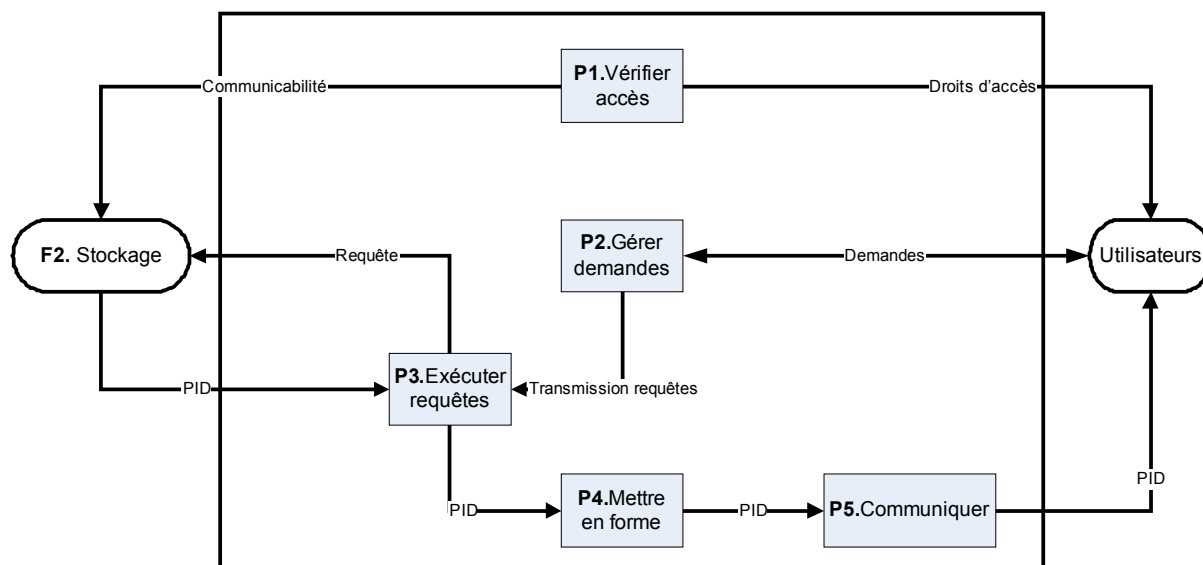 P1.Vérifier
accès
Communicabilité
Droits d'accès
F2. Stockage
Requête
P2.Gérer
demandes
Demandes
Utilisateurs
PID
P3.Exécuter
requêtes
Transmission requêtes
PID
P4.Mettre
en forme
PID
P5.Communiquer
PID